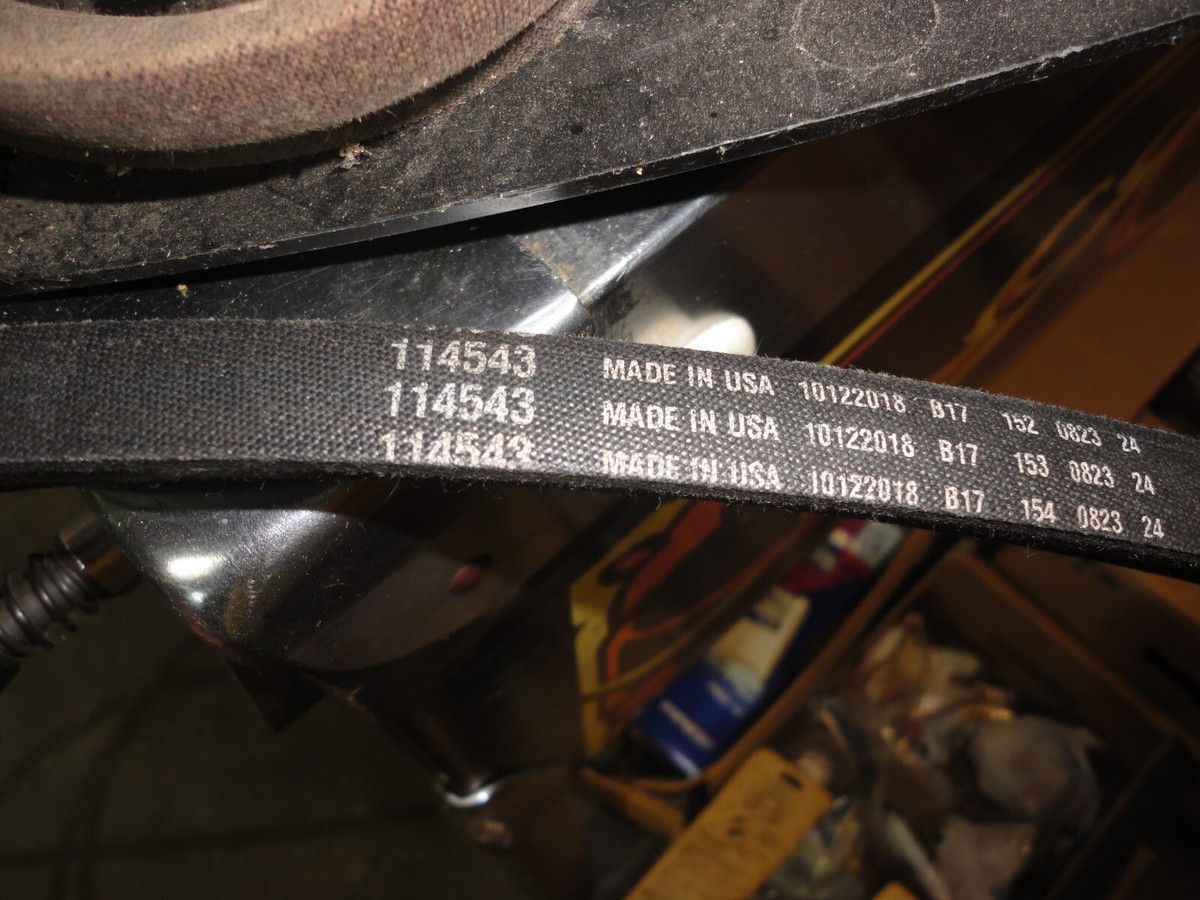 114543 MADE IN USA 10122018 B17 152 0823 24
114543 MADE IN USA 10122018 B17 153 0823 24
114543 MADE IN USA 10122018 B17 154 0823 24